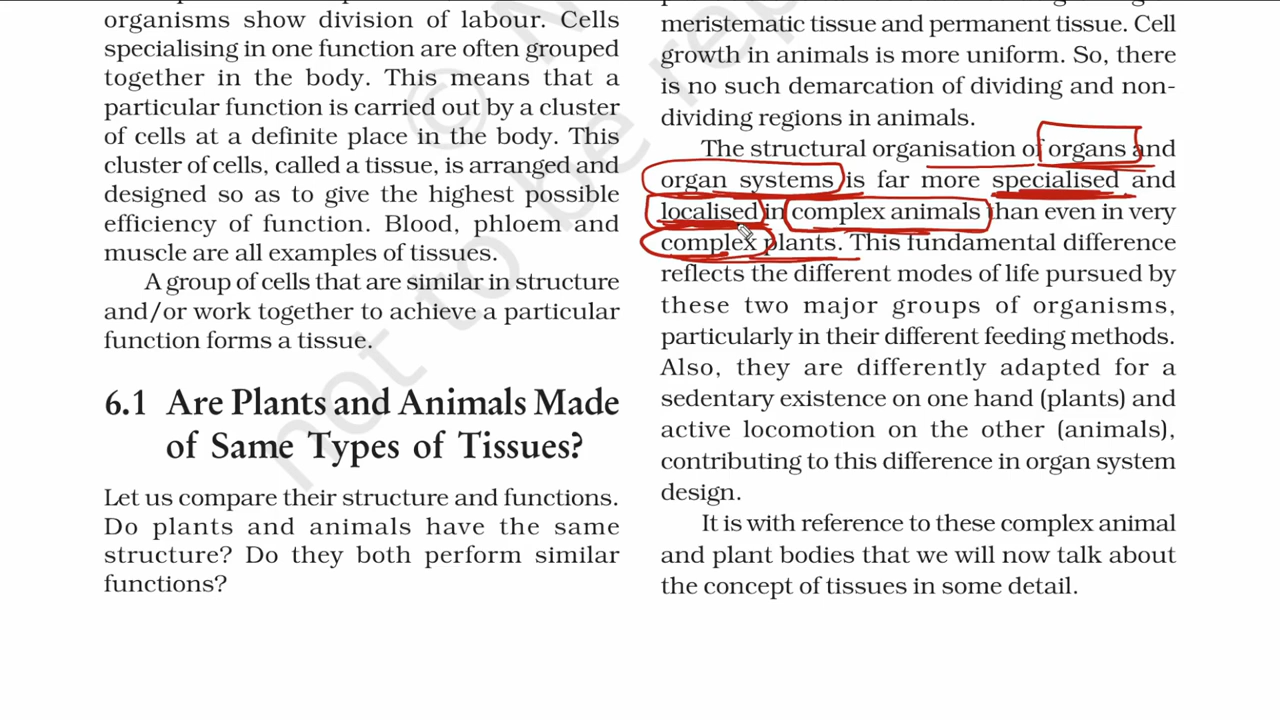 organisms show division of labour. Cells
specialising in one function are often grouped
together in the body. This means that a
particular function is carried out by a cluster
of cells at a definite place in the body. This
cluster of cells, called a tissue, is arranged and
designed so as to give the highest possible
efficiency of function. Blood, phloem and
muscle are all examples of tissues.
A group of cells that are similar in structure
and/or work together to achieve a particular
function forms a tissue.
6.1 Are Plants and Animals Made
of Same Types of Tissues?
Let us compare their structure and functions.
Do plants and animals have the same
structure? Do they both perform similar
functions?
meristematic tissue and permanent tissue. Cell
growth in animals is more uniform. So, there
is no such demarcation of dividing and non-
dividing regions in animals.
The structural organisation of organs and
organ systems is far more specialised and
localised in complex animals than even in very
complex plants. This fundamental difference
reflects the different modes of life pursued by
these two major groups of organisms,
particularly in their different feeding methods.
Also, they are differently adapted for a
sedentary existence on one hand (plants) and
active locomotion on the other (animals),
contributing to this difference in organ system
design.
It is with reference to these complex animal
and plant bodies that we will now talk about
the concept of tissues in some detail.
© N
not to be rep